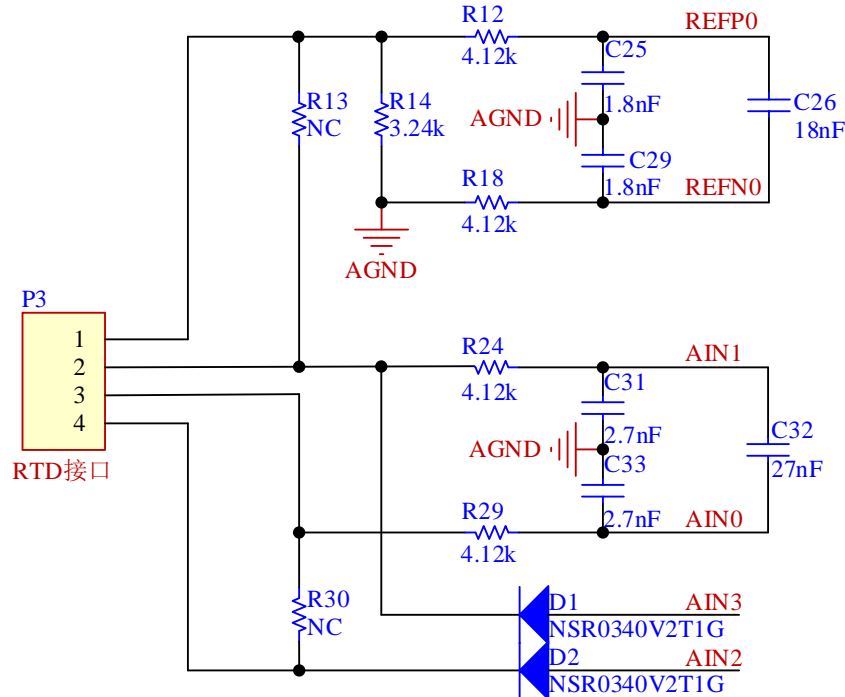 R12
REFP0
4.12k
C25
R13
NC
R14
3.24k
AGND
1.8nF
C26
18nF
C29
R18
1.8nF
REFN0
4.12k
AGND
P3
1
2
3
4
RTD接口
R24
AIN1
4.12k
C31
2.7nF
AGND
C32
27nF
C33
R29
2.7nF
AIN0
4.12k
R30
NC
D1
AIN3
NSR0340V2T1G
D2
AIN2
NSR0340V2T1G